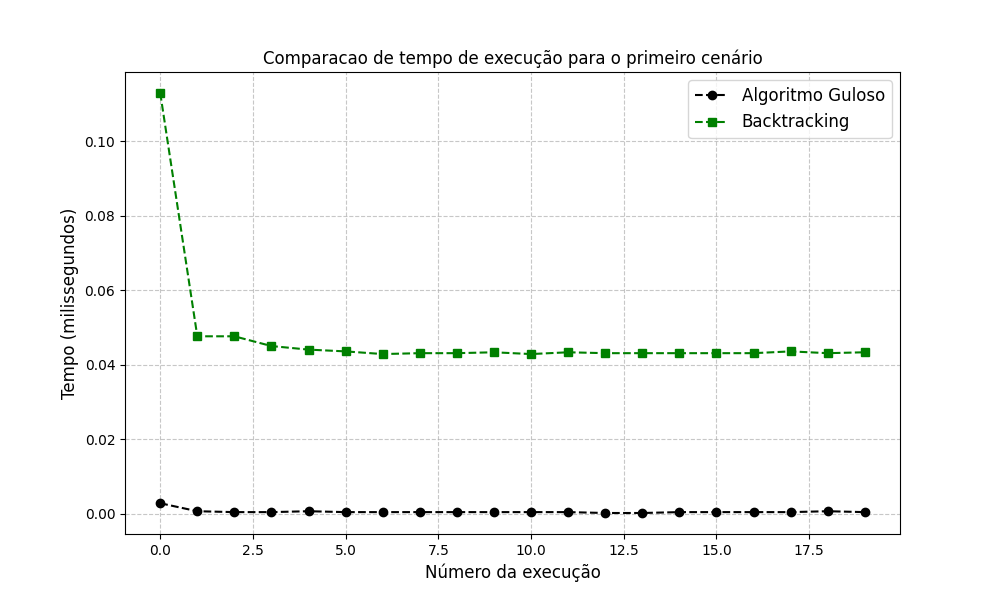 Comparacao de tempo de execução para o primeiro cenário
Algoritmo Guloso
Backtracking
Tempo (milissegundos)
0.10
0.08
0.06
0.04
0.02
0.00
0.0 2.5 5.0 7.5 10.0 12.5 15.0 17.5
Número da execução